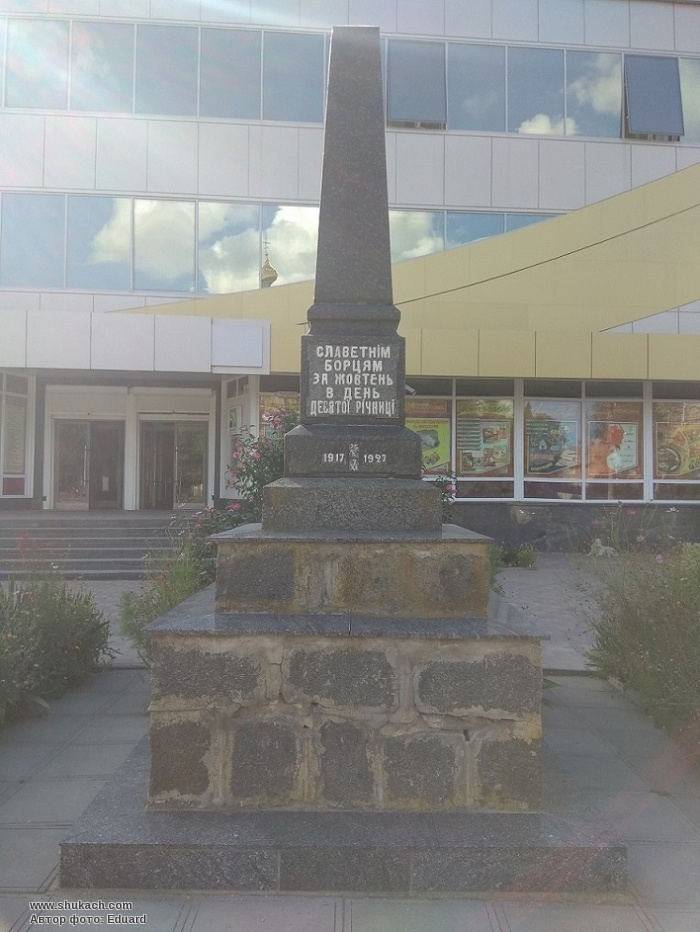 СЛАВЕТНІМ
БОРЦЯМ
ЗА ЖОВТЕНЬ
В ДЕНЬ
ДЕСЯТОЇ РІЧНИЦІ
1917 1927
www.shukach.com
Автор фото: Eduard